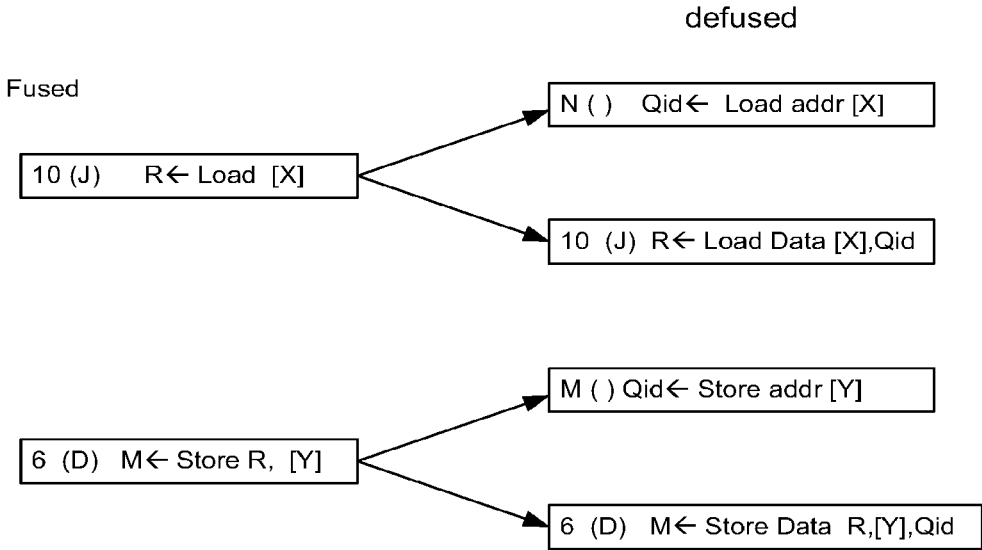 defused
Fused
N ( ) Qid← Load addr [X]
10 (J) R← Load [X]
10 (J) R← Load Data [X],Qid
M ( ) Qid← Store addr [Y]
6 (D) M← Store R, [Y]
6 (D) M← Store Data R,[Y],Qid